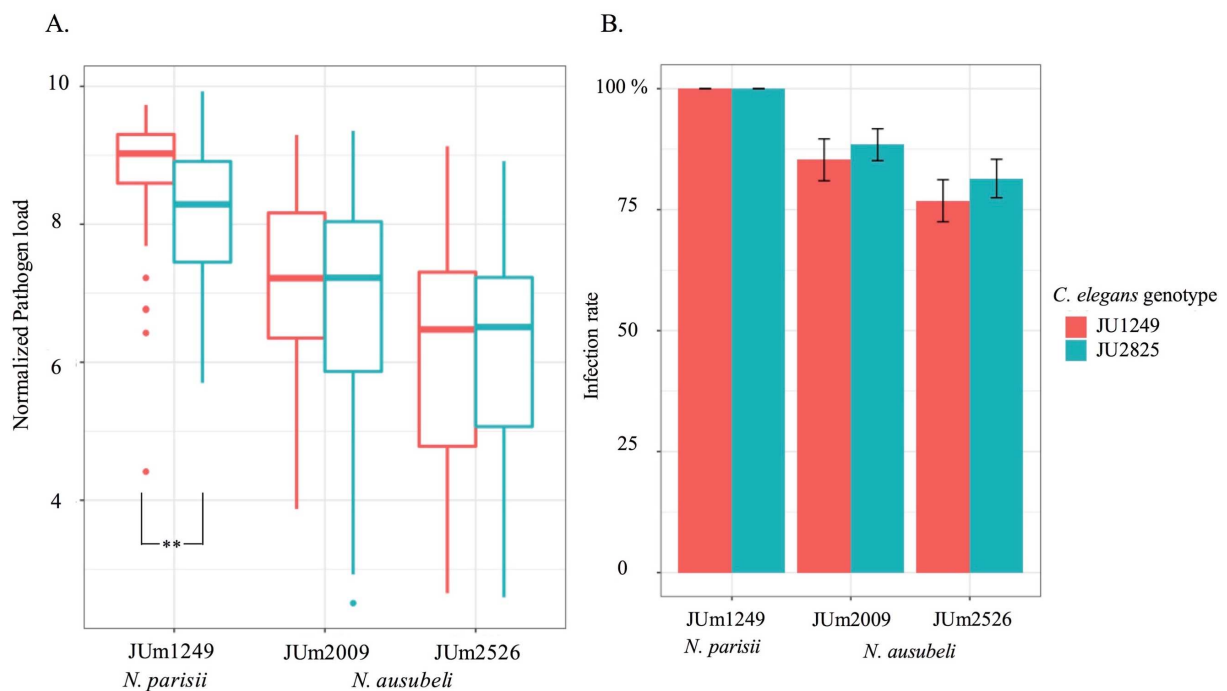 A.
Normalized Pathogen load
10
8
6
4
**
JUm1249
JUm2009
JUm2526
N. parisii
N. ausubeli
B.
Infection rate
100 %
75
50
25
0
JUm1249
JUm2009
JUm2526
N. parisii
N. ausubeli
C. elegans genotype
JU1249
JU2825